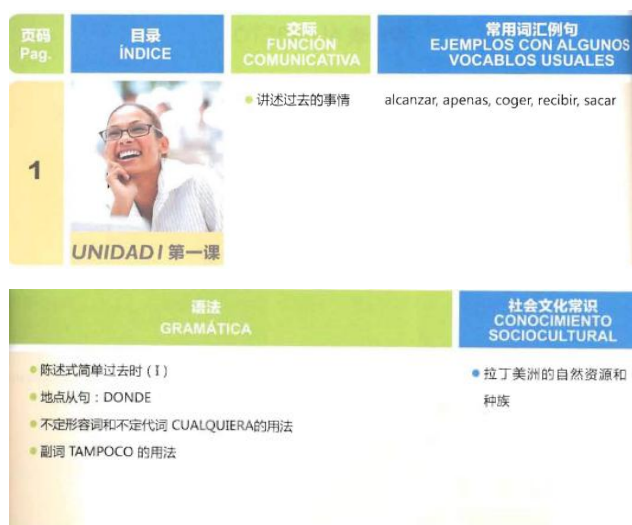 页码
Pag.
目录
ÍNDICE
交际
FUNCIÓN
COMUNICATIVA
常用词汇例句
EJEMPLOS CON ALGUNOS
VOCABLOS USUALES
1
UNIDAD I 第一课
讲述过去的事情
alcanzar, apenas, coger, recibir, sacar
语法
GRAMÁTICA
社会文化常识
CONOCIMIENTO
SOCIOCULTURAL
陈述式简单过去时 (I)
地点从句：DONDE
不定形容词和不定代词 CUALQUIERA的用法
副词 TAMPOCO 的用法
拉丁美洲的自然资源和
种族